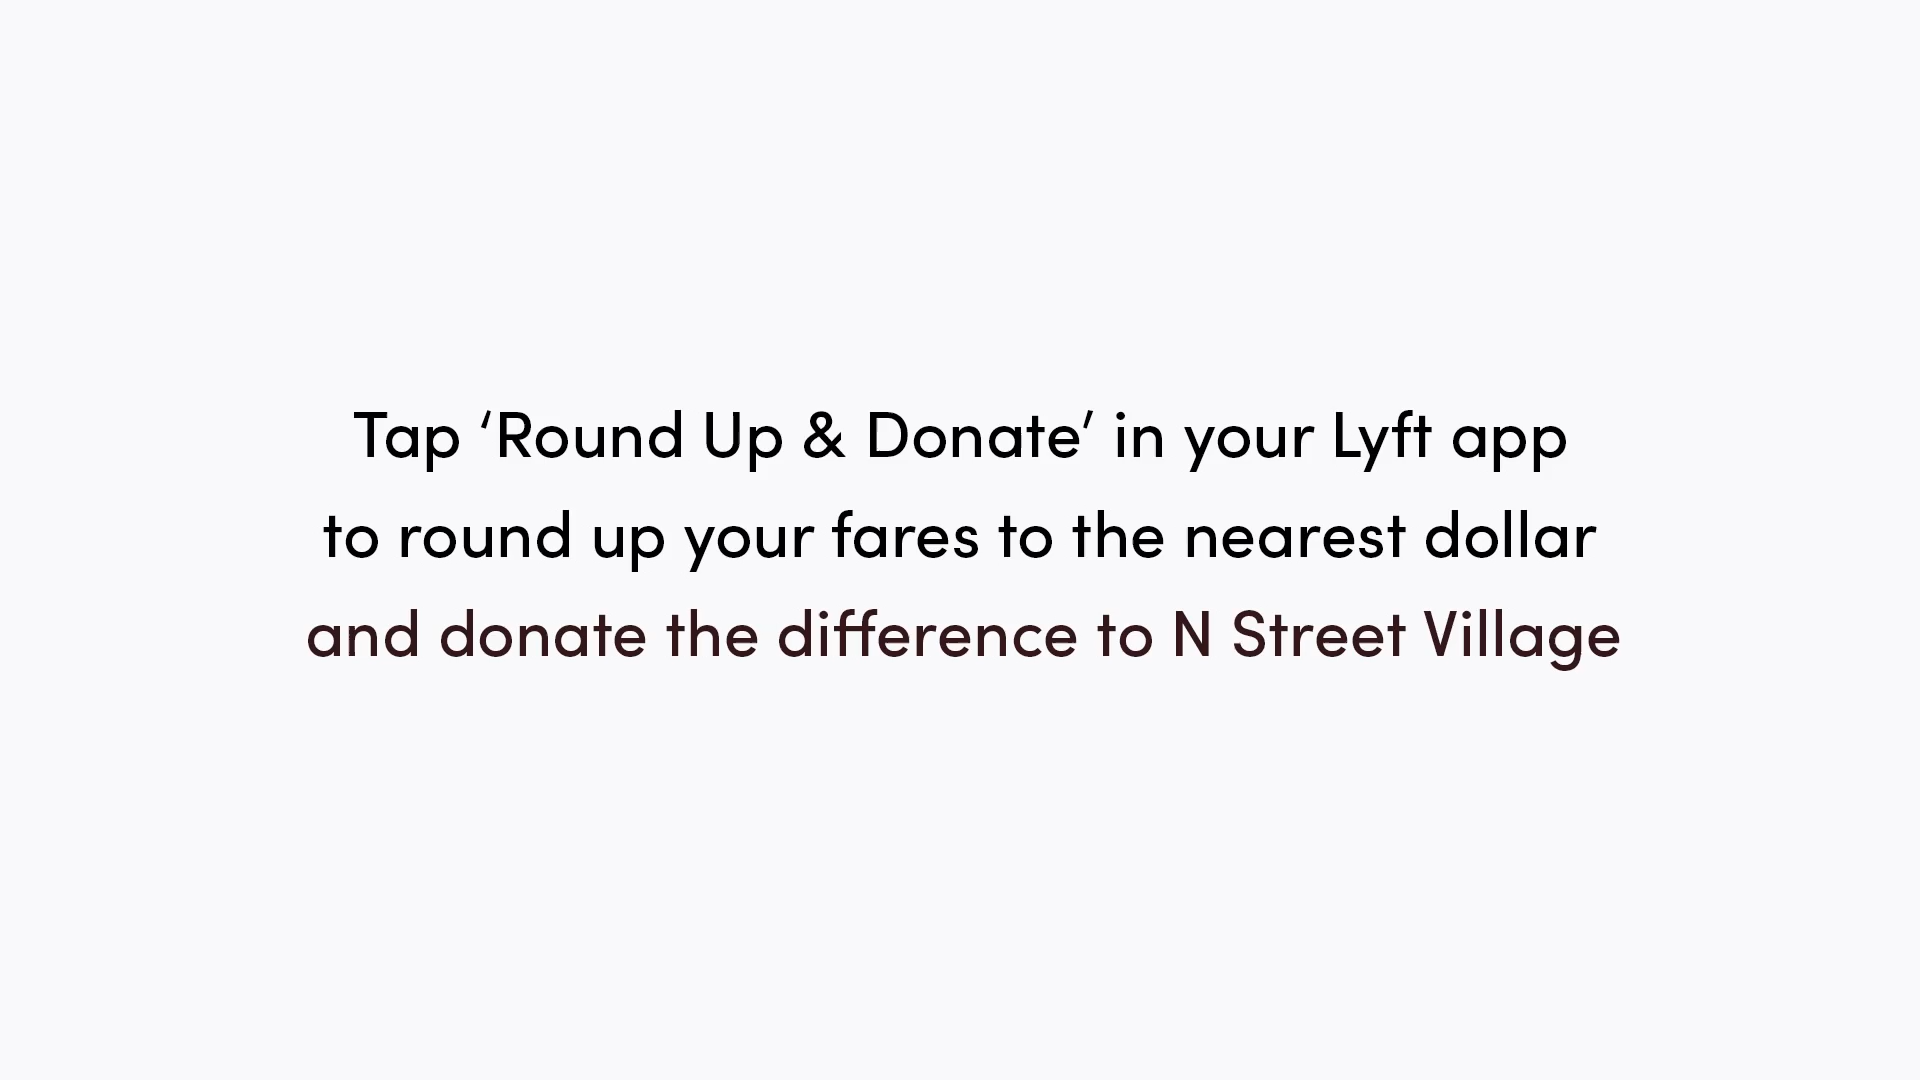 Tap ‘Round Up & Donate’ in your Lyft app
to round up your fares to the nearest dollar
and donate the difference to N Street Village